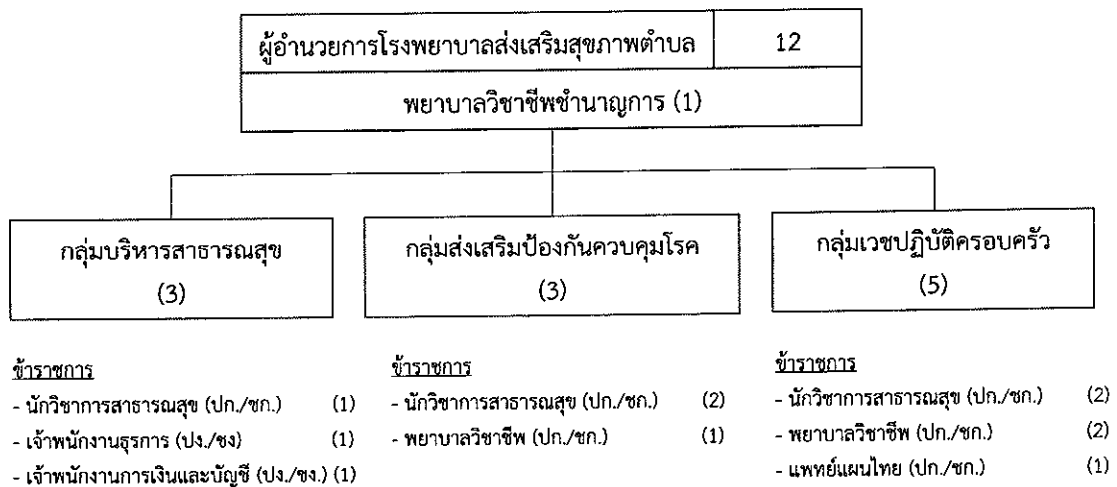 ผู้อำนวยการโรงพยาบาลส่งเสริมสุขภาพตำบล 12
พยาบาลวิชาชีพชำนาญการ (1)
กลุ่มบริหารสาธารณสุข
(3)
กลุ่มส่งเสริมป้องกันควบคุมโรค
(3)
กลุ่มเวชปฏิบัติครอบครัว
(5)
ข้าราชการ
- นักวิชาการสาธารณสุข (ปก./ชก.) (1)
- เจ้าพนักงานธุรการ (ปง./ชง) (1)
- เจ้าพนักงานการเงินและบัญชี (ปง./ชง.) (1)
ข้าราชการ
- นักวิชาการสาธารณสุข (ปก./ชก.) (2)
- พยาบาลวิชาชีพ (ปก./ชก.) (1)
ข้าราชการ
- นักวิชาการสาธารณสุข (ปก./ชก.) (2)
- พยาบาลวิชาชีพ (ปก./ชก.) (2)
- แพทย์แผนไทย (ปก./ชก.) (1)